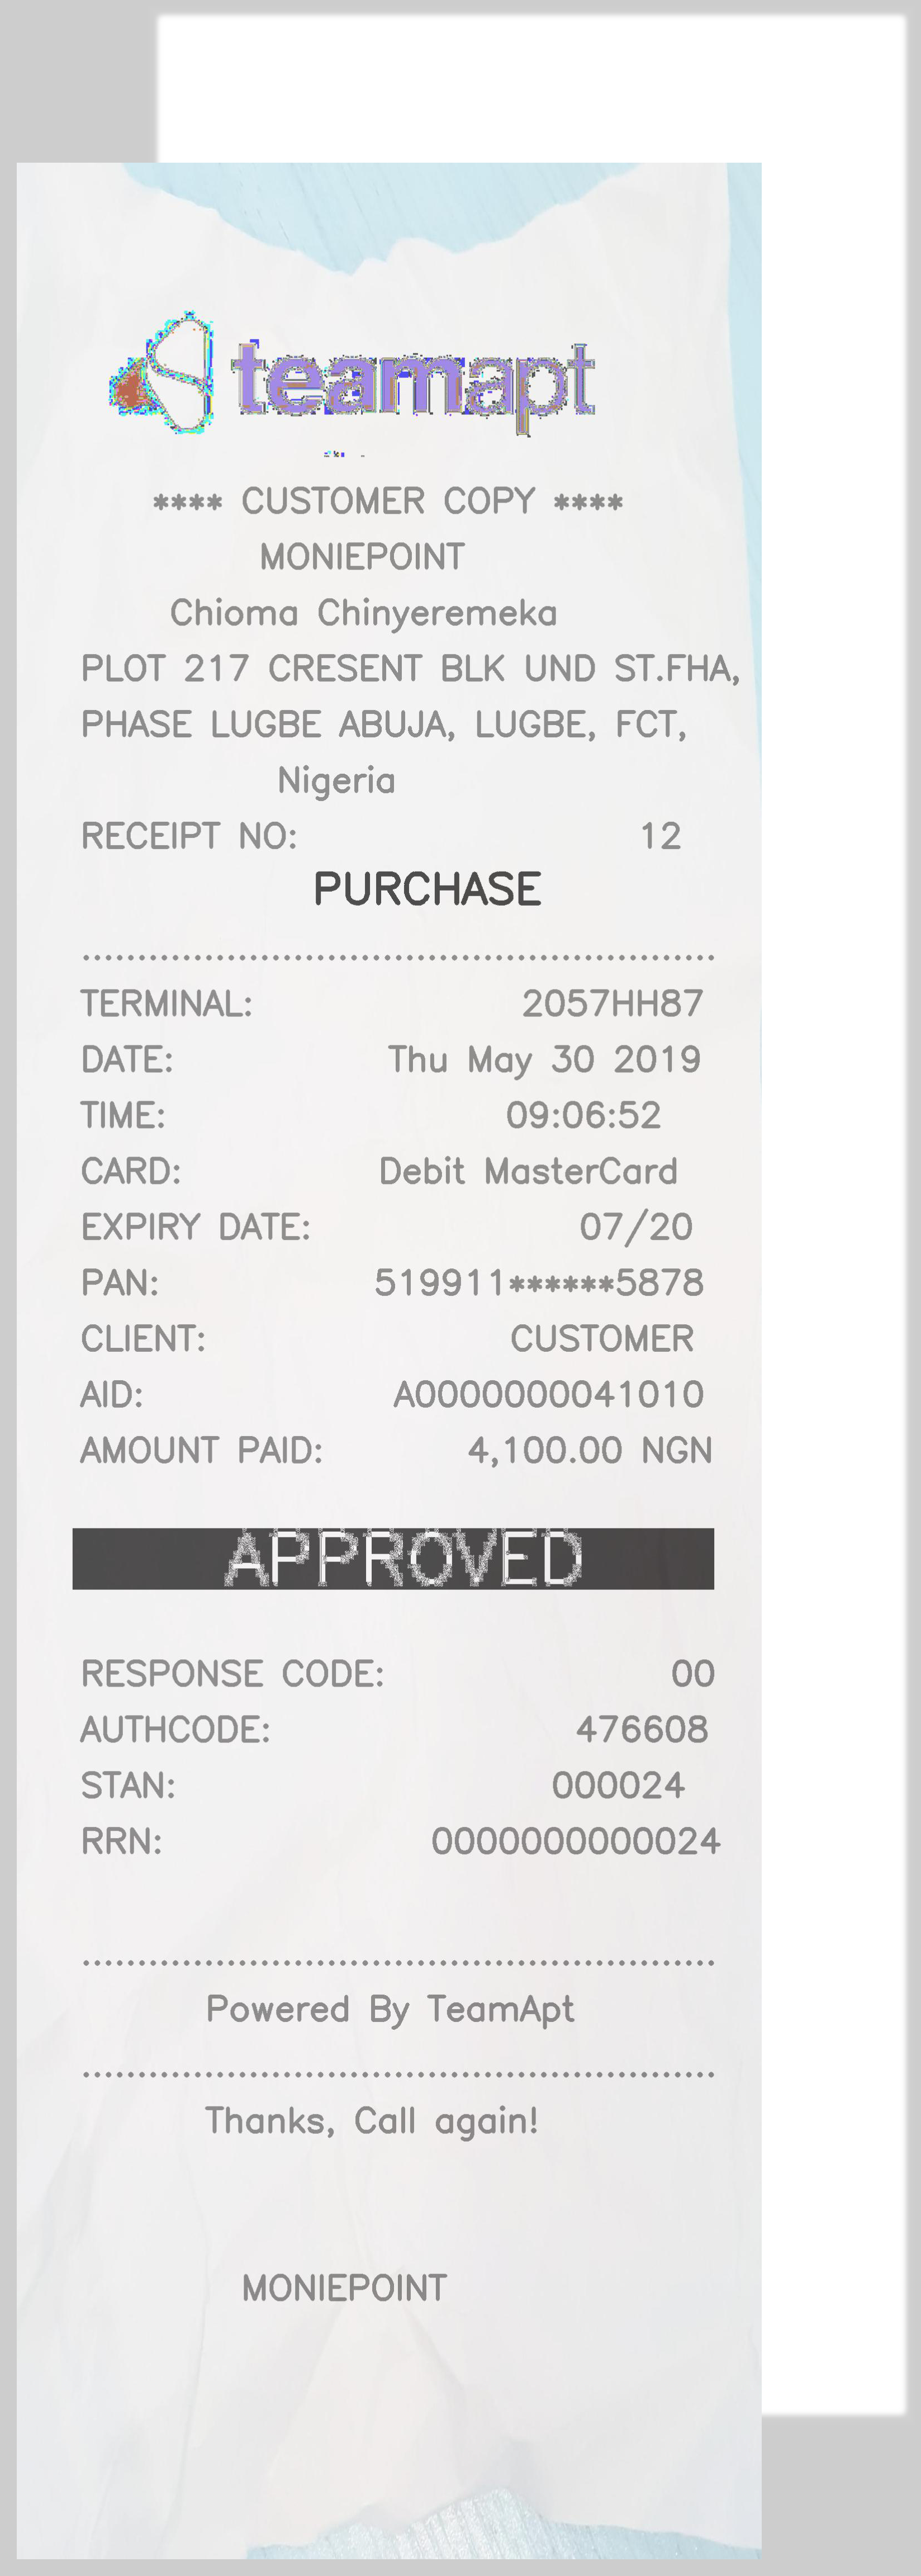 teamapt
**** CUSTOMER COPY ****
MONIEPOINT
Chioma Chinyeremeka
PLOT 217 CRESENT BLK UND ST.FHA,
PHASE LUGBE ABUJA, LUGBE, FCT,
Nigeria
RECEIPT NO: 12
PURCHASE
TERMINAL: 2057HH87
DATE: Thu May 30 2019
TIME: 09:06:52
CARD: Debit MasterCard
EXPIRY DATE: 07/20
PAN: 519911******5878
CLIENT: CUSTOMER
AID: A0000000041010
AMOUNT PAID: 4,100.00 NGN
APPROVED
RESPONSE CODE: 00
AUTHCODE: 476608
STAN: 000024
RRN: 0000000000024
Powered By TeamApt
Thanks, Call again!
MONIEPOINT